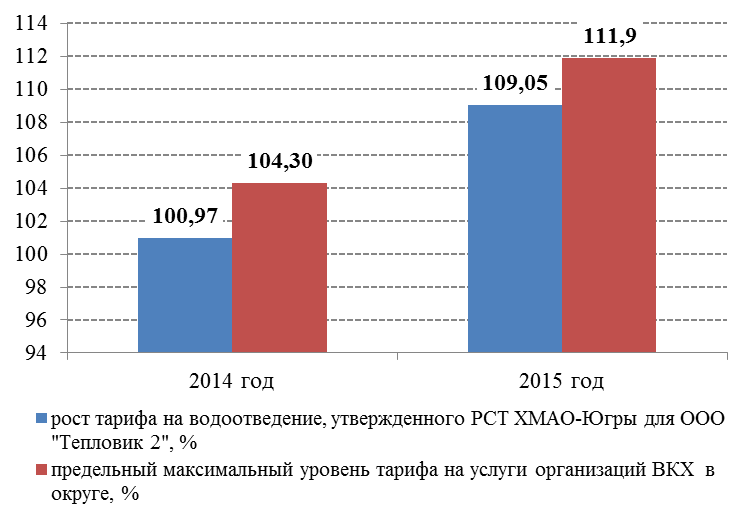 114
112
110
108
106
104
102
100
98
96
94
100,97
104,30
109,05
111,9
2014 год
2015 год
рост тарифа на водоотведение, утвержденного РСТ ХМАО-Югры для ООО
"Тепловик 2", %
предельный максимальный уровень тарифа на услуги организаций ВКХ в
округе, %